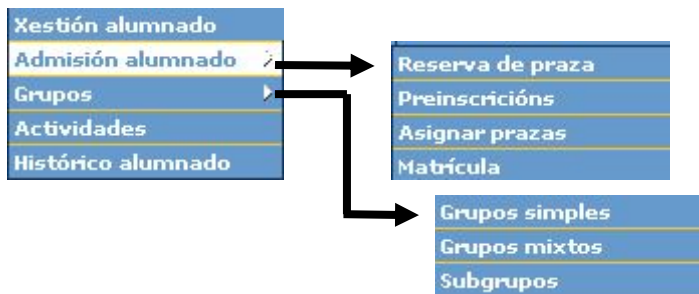 Xestión alumnado
Admisión alumnado
Grupos
Actividades
Histórico alumnado
Reserva de praza
Preinscricións
Asignar prazas
Matrícula
Grupos simples
Grupos mixtos
Subgrupos